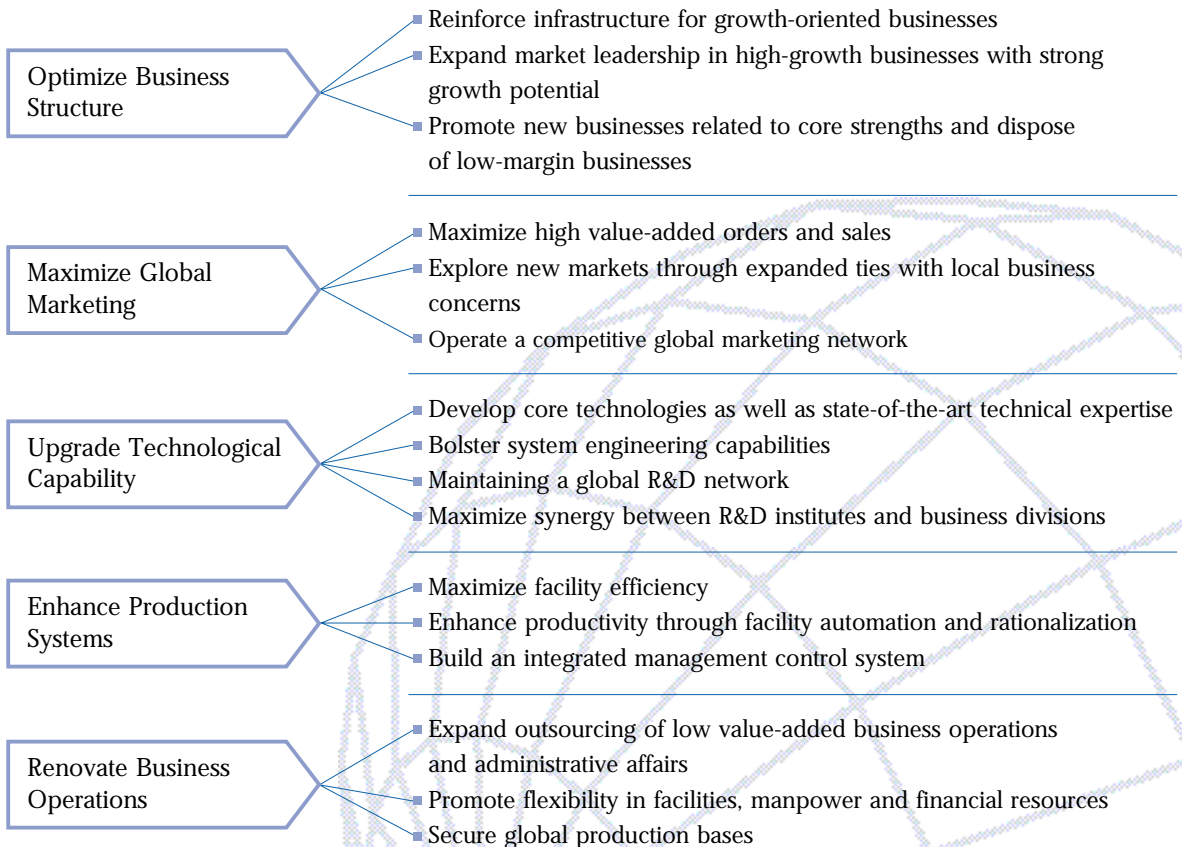 Optimize Business
Structure
Reinforce infrastructure for growth-oriented businesses
Expand market leadership in high-growth businesses with strong
growth potential
Promote new businesses related to core strengths and dispose
of low-margin businesses
Maximize Global
Marketing
Maximize high value-added orders and sales
Explore new markets through expanded ties with local business
concerns
Operate a competitive global marketing network
Upgrade Technological
Capability
Develop core technologies as well as state-of-the-art technical expertise
Bolster system engineering capabilities
Maintaining a global R&D network
Maximize synergy between R&D institutes and business divisions
Enhance Production
Systems
Maximize facility efficiency
Enhance productivity through facility automation and rationalization
Build an integrated management control system
Renovate Business
Operations
Expand outsourcing of low value-added business operations
and administrative affairs
Promote flexibility in facilities, manpower and financial resources
Secure global production bases